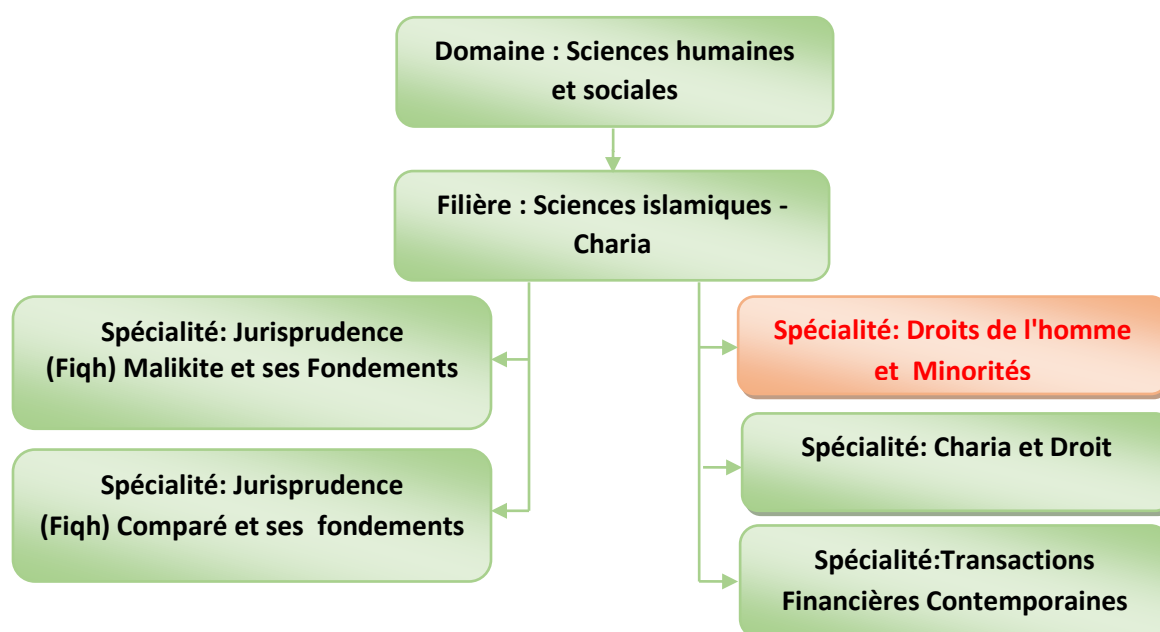 Domaine : Sciences humaines
et sociales
Filière : Sciences islamiques -
Charia
Spécialité: Jurisprudence
(Fiqh) Malikite et ses Fondements
Spécialité: Jurisprudence
(Fiqh) Comparé et ses fondements
Spécialité: Droits de l'homme
et Minorités
Spécialité: Charia et Droit
Spécialité:Transactions
Financières Contemporaines